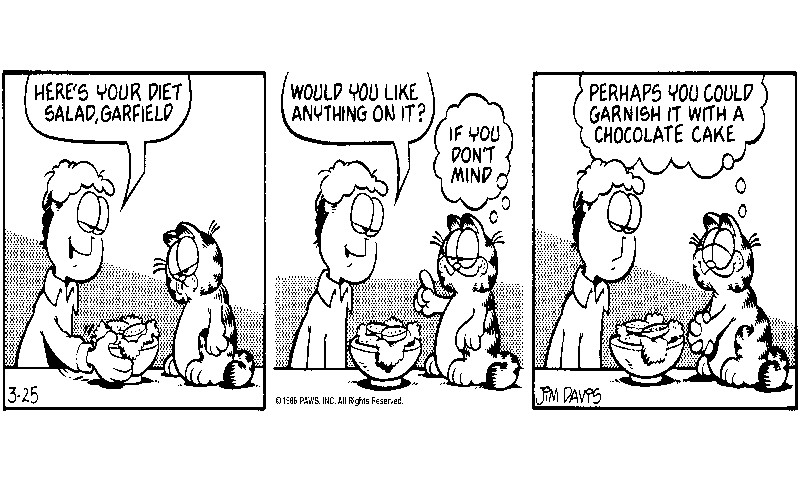 HERE'S YOUR DIET
SALAD, GARFIELD
3-25
WOULD YOU LIKE
ANYTHING ON IT?
IF YOU
DON'T
MIND
© 1986 PAWS, INC. All Rights Reserved.
PERHAPS YOU COULD
GARNISH IT WITH A
CHOCOLATE CAKE
JIM DAVIS